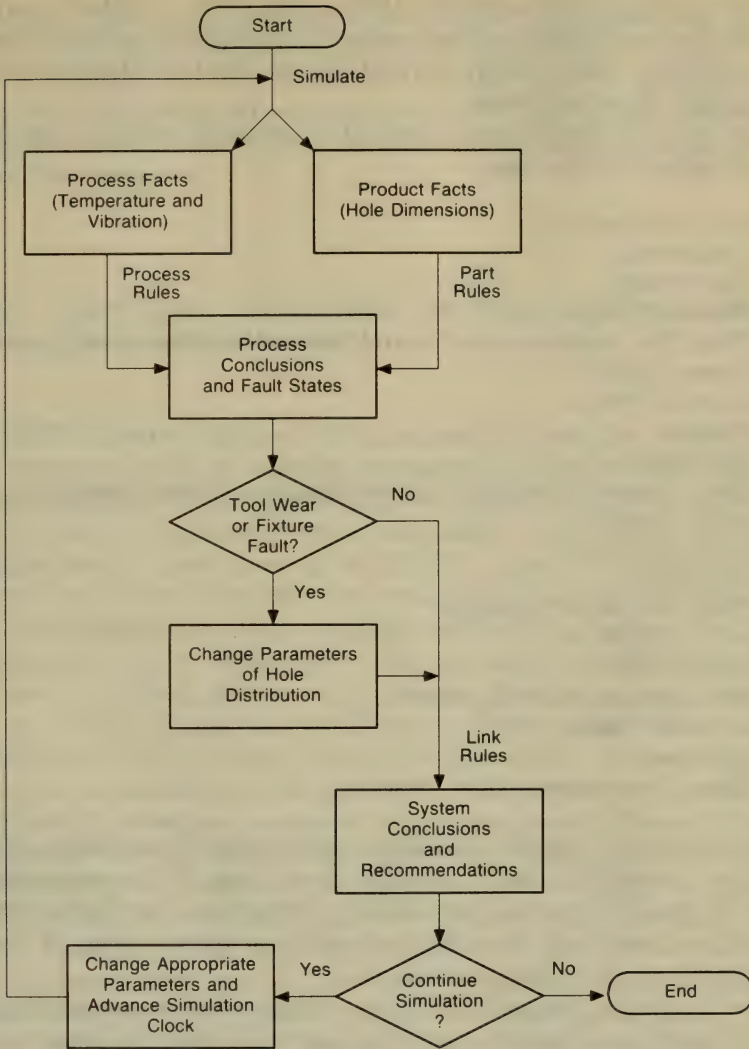 Start
Simulate
Process Facts
(Temperature and
Vibration)
Product Facts
(Hole Dimensions)
Process
Rules
Part
Rules
Process
Conclusions
and Fault States
Tool Wear
or Fixture
Fault?
No
Yes
Change Parameters
of Hole
Distribution
Link
Rules
System
Conclusions
and
Recommendations
Change Appropriate
Parameters and
Advance Simulation
Clock
Yes
Continue
Simulation
?
No
End